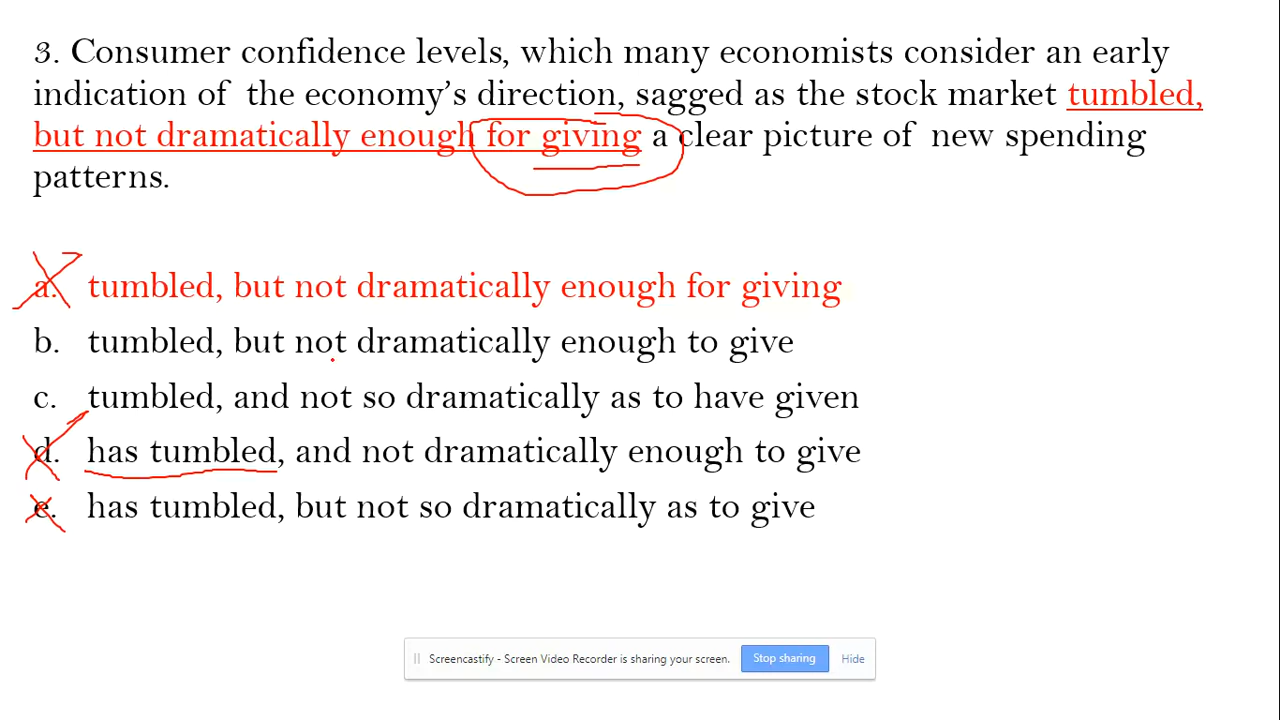 3. Consumer confidence levels, which many economists consider an early
indication of the economy's direction, sagged as the stock market tumbled,
but not dramatically enough for giving a clear picture of new spending
patterns.
a. tumbled, but not dramatically enough for giving
b. tumbled, but not dramatically enough to give
c. tumbled, and not so dramatically as to have given
d. has tumbled, and not dramatically enough to give
e. has tumbled, but not so dramatically as to give
Screencastify - Screen Video Recorder is sharing your screen. Stop sharing Hide